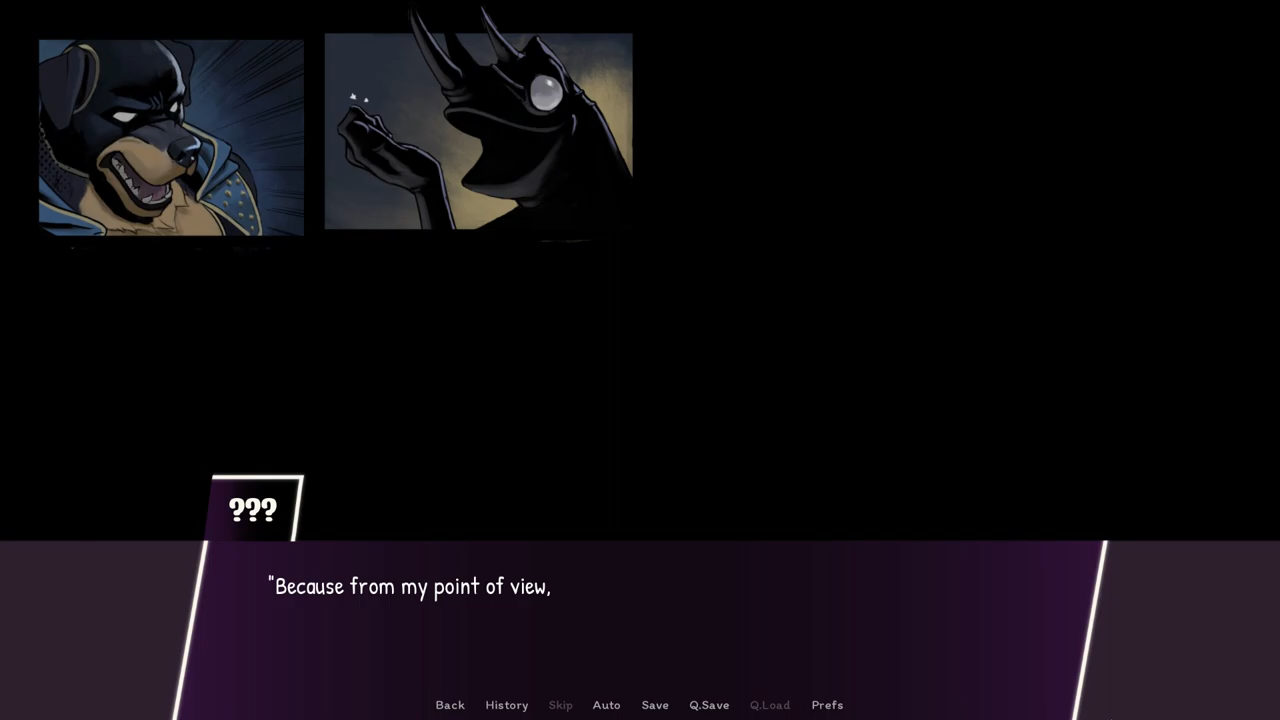 ???
"Because from my point of view,
Back History Skip Auto Save Q.Save Q.Load Prefs